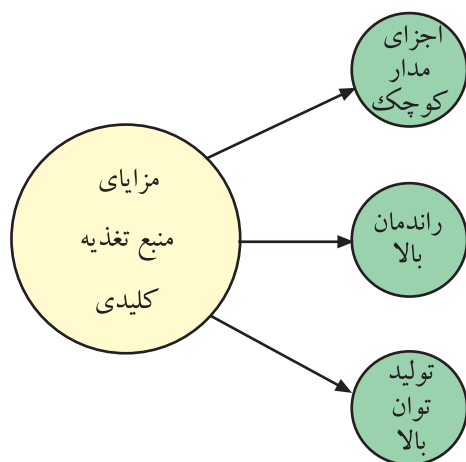 مزایای
منبع تغذیه
کلیدی
اجزای
مدار
کوچک
راندمان
بالا
تولید
توان
بالا